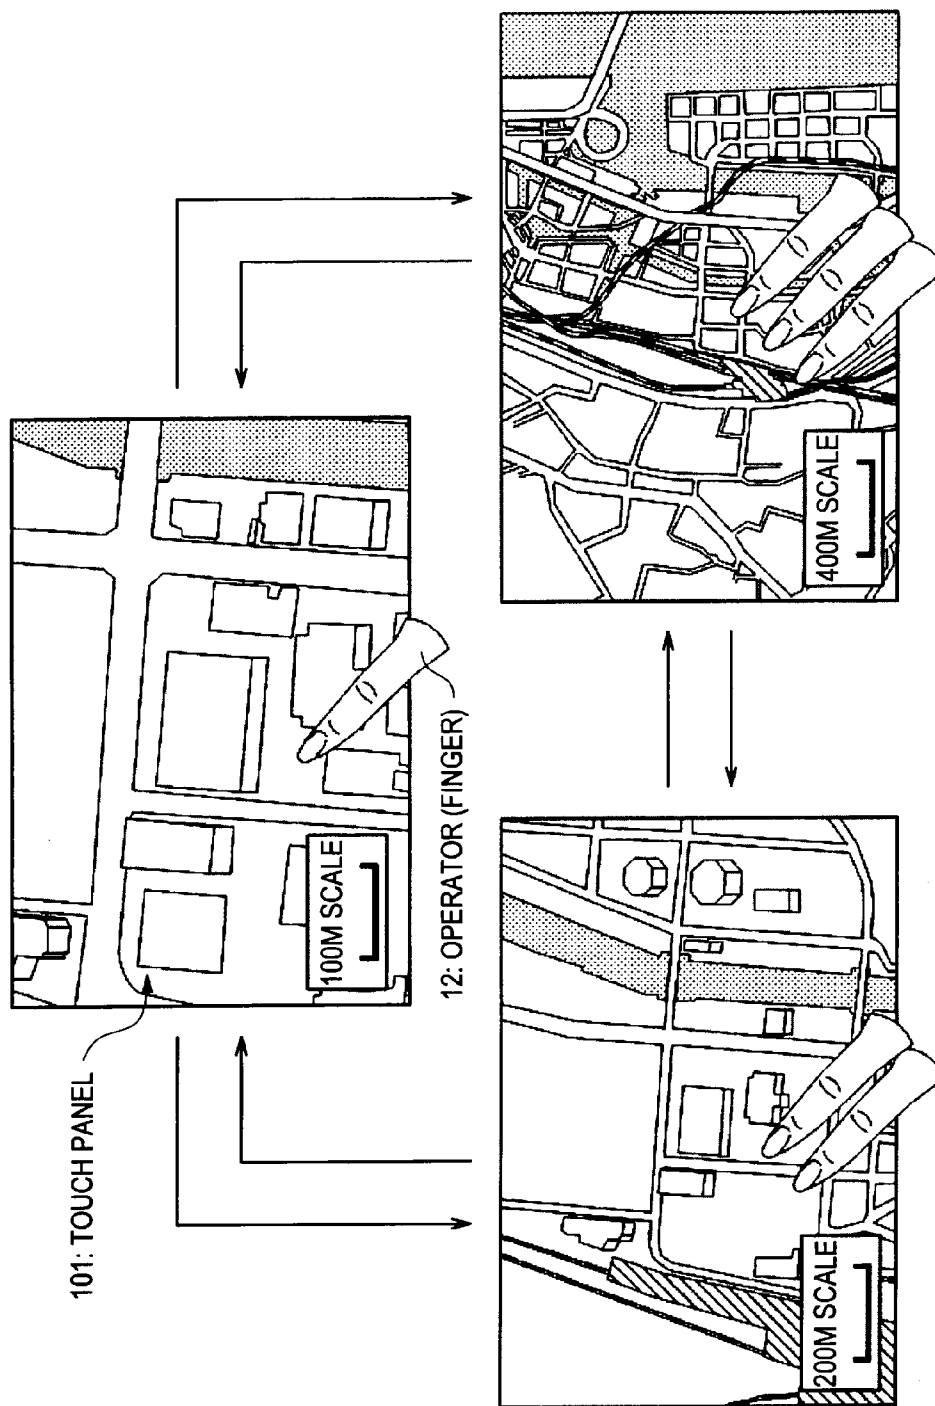 101: TOUCH PANEL
100M SCALE
12: OPERATOR (FINGER)
200M SCALE
400M SCALE